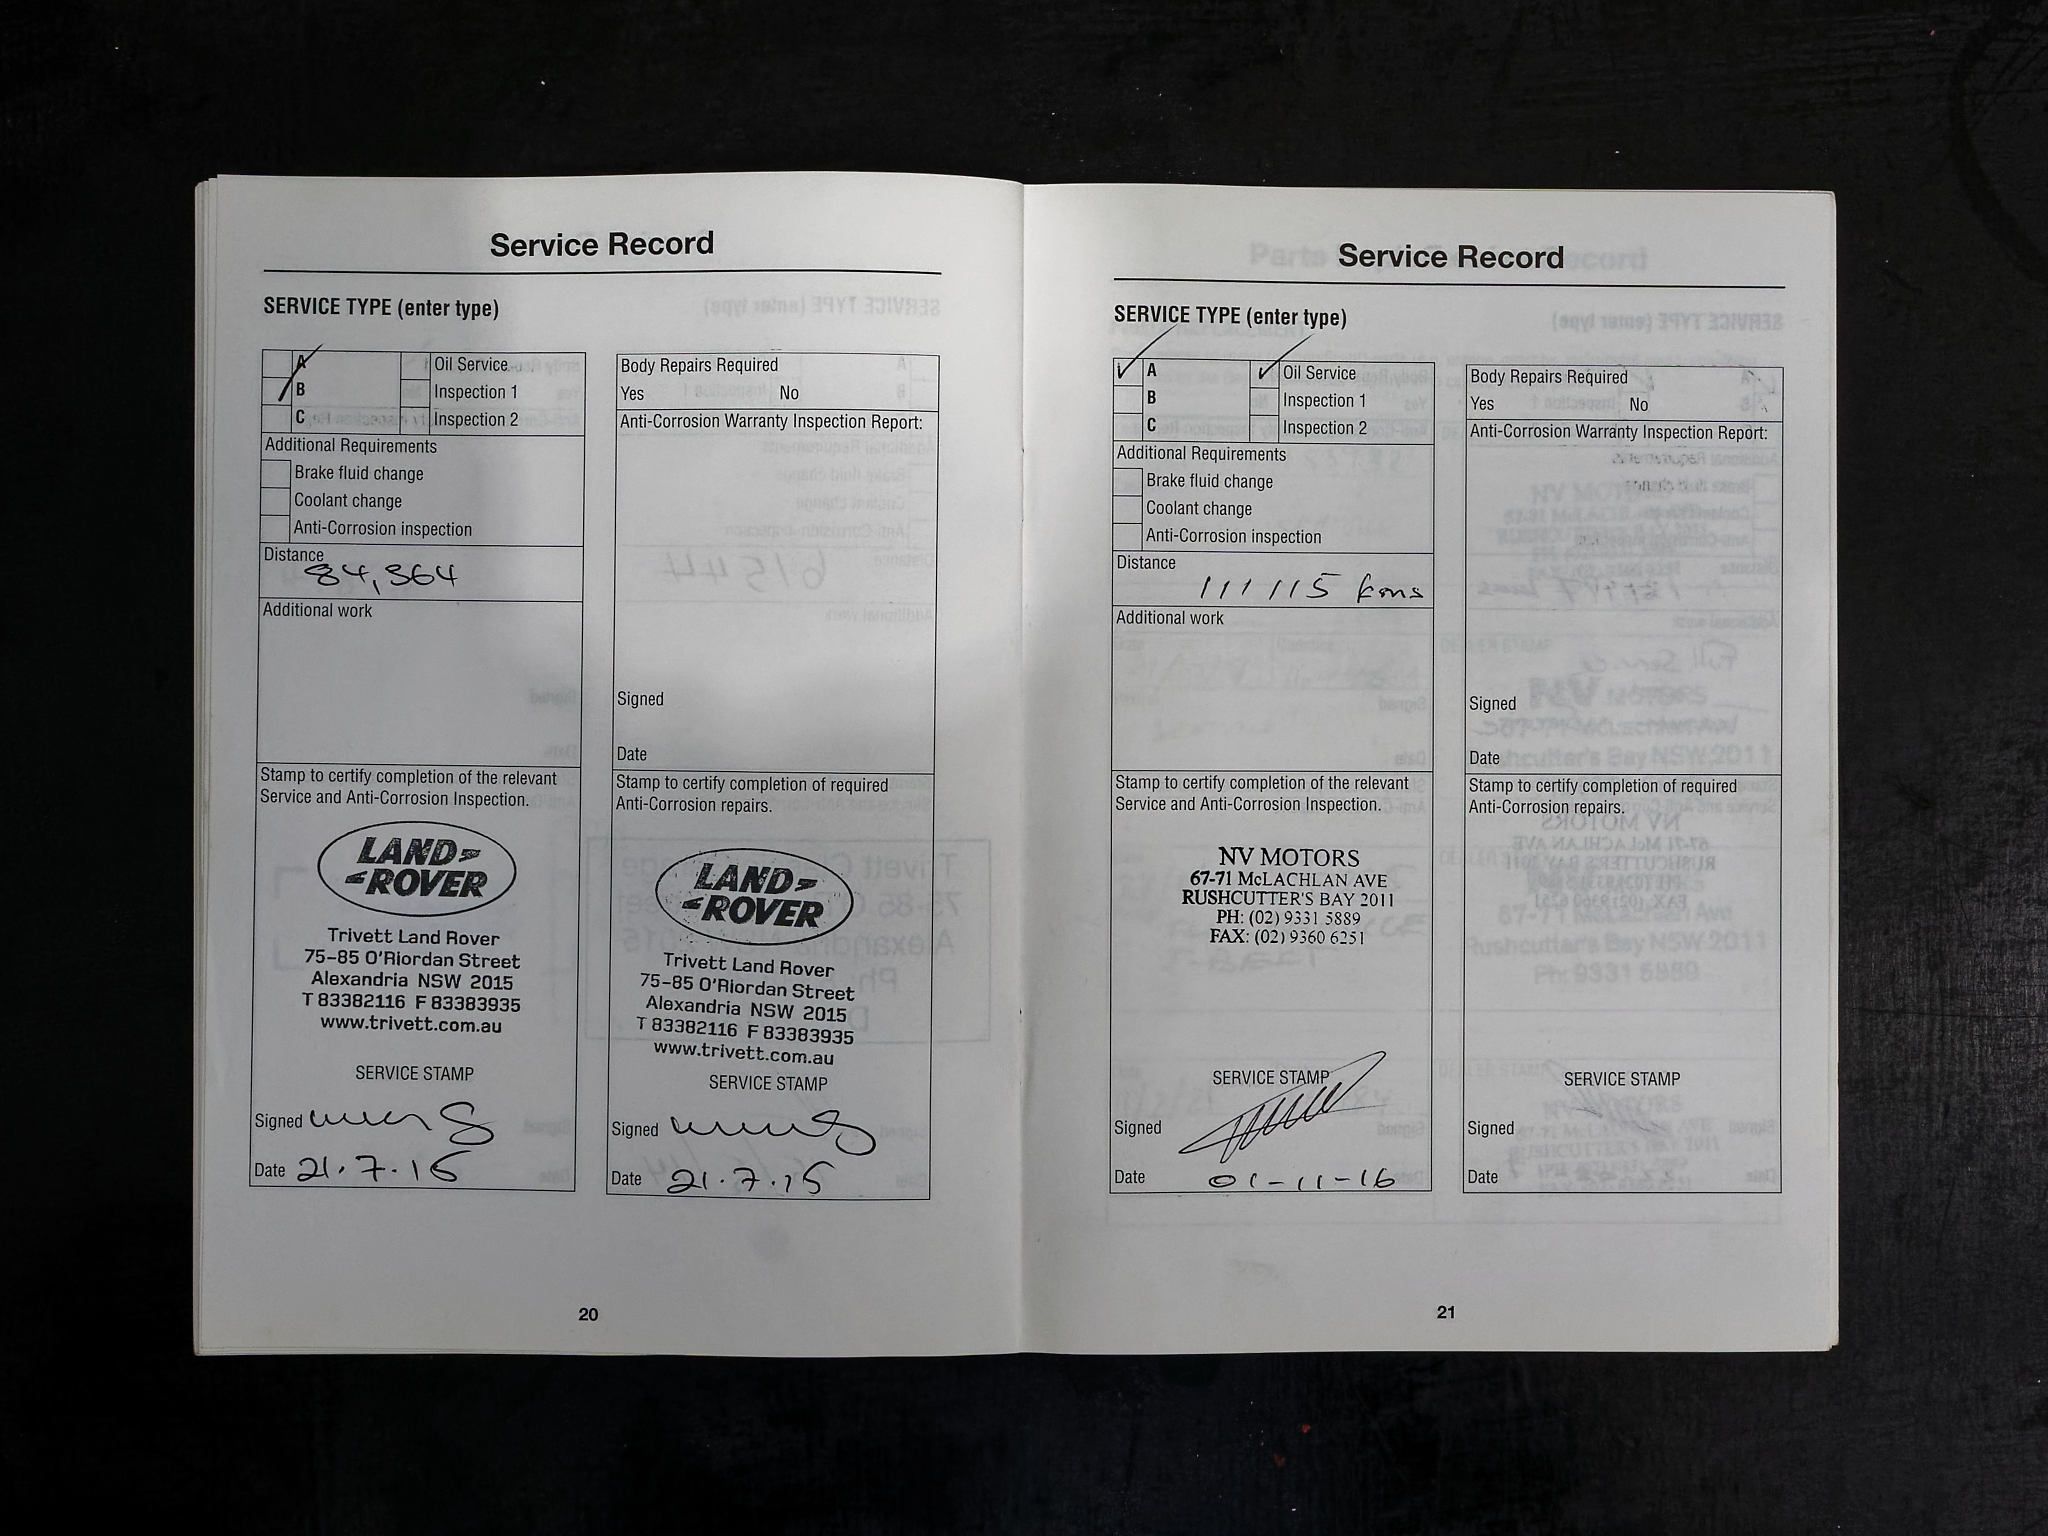 Service Record
SERVICE TYPE (enter type)
A
Oil Service
B
Inspection 1
C
Inspection 2
Additional Requirements
Brake fluid change
Coolant change
Anti-Corrosion inspection
Distance
84,364
Additional work
Stamp to certify completion of the relevant
Service and Anti-Corrosion Inspection.
LAND
ROVER
Trivett Land Rover
75-85 O'Riordan Street
Alexandria NSW 2015
T 83382116 F 83383935
www.trivett.com.au
SERVICE STAMP
Signed
Date 21.7.15
Body Repairs Required
Yes No
Anti-Corrosion Warranty Inspection Report:
Signed
Date
Stamp to certify completion of required
Anti-Corrosion repairs.
LAND
ROVER
Trivett Land Rover
75-85 O'Riordan Street
Alexandria NSW 2015
T 83382116 F 83383935
www.trivett.com.au
SERVICE STAMP
Signed
Date 21.7.15
20
Service Record
SERVICE TYPE (enter type)
A
Oil Service
B
Inspection 1
C
Inspection 2
Additional Requirements
Brake fluid change
Coolant change
Anti-Corrosion inspection
Distance
111115 kms
Additional work
Stamp to certify completion of the relevant
Service and Anti-Corrosion Inspection.
NV MOTORS
67-71 McLACHLAN AVE
RUSHCUTTER'S BAY 2011
PH: (02) 9331 5889
FAX: (02) 9360 6251
SERVICE STAMP
Signed
Date 01-11-16
Body Repairs Required
Yes No
Anti-Corrosion Warranty Inspection Report:
Signed
Date
Stamp to certify completion of required
Anti-Corrosion repairs.
SERVICE STAMP
Signed
Date
21